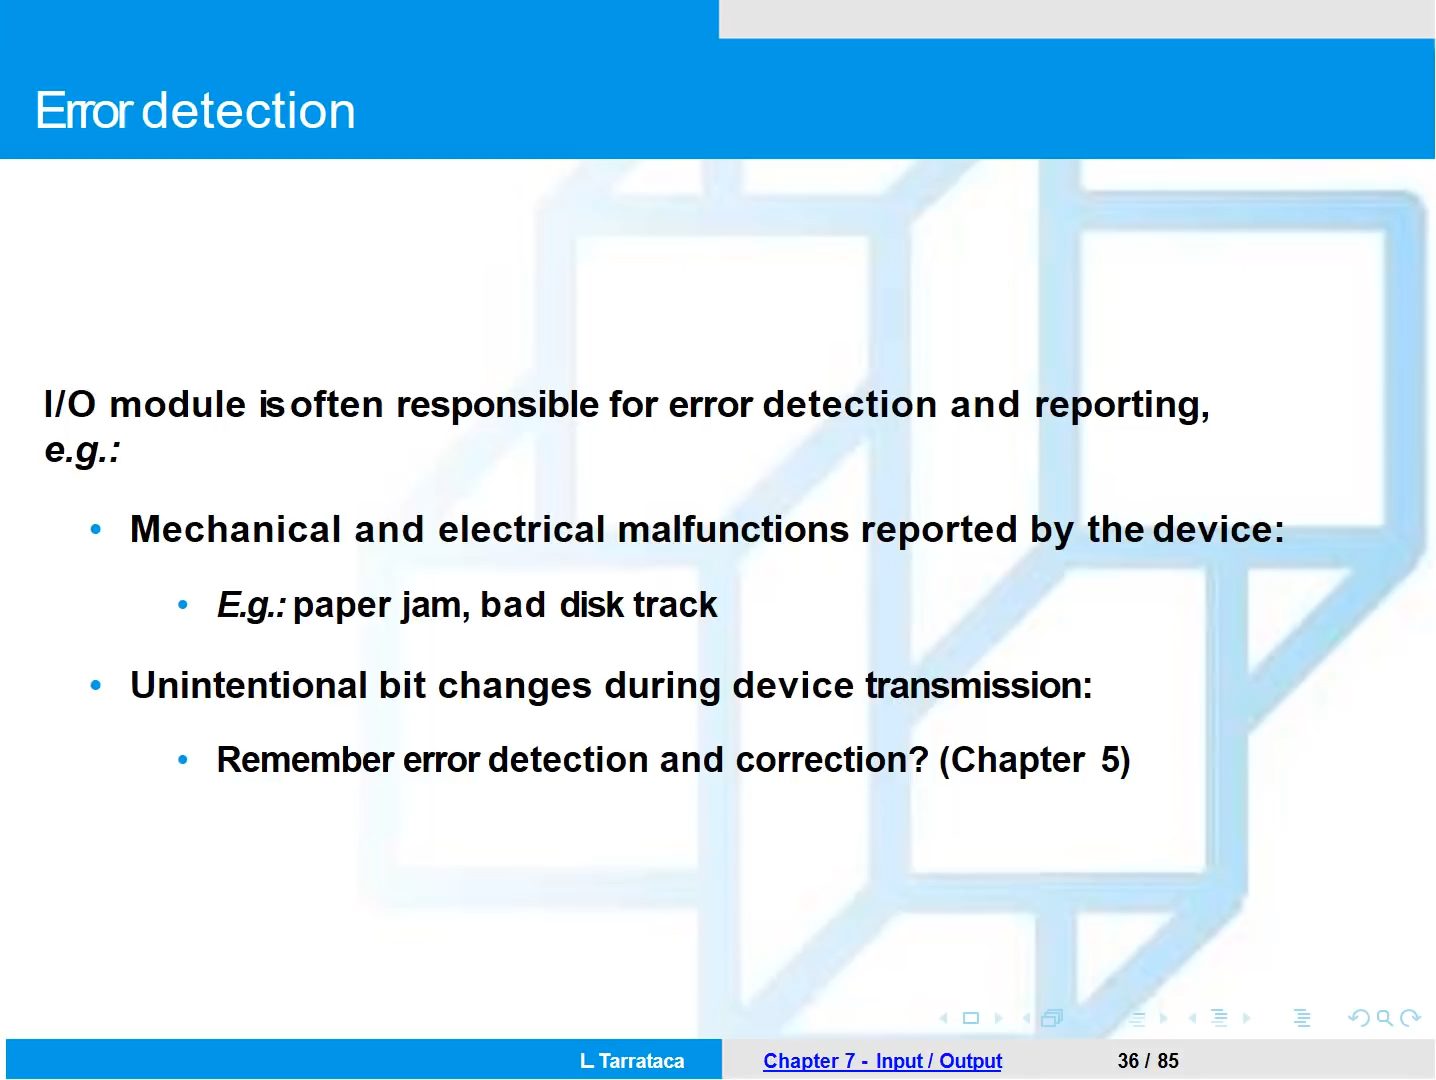 Error detection
I/O module is often responsible for error detection and reporting,
e.g.:
• Mechanical and electrical malfunctions reported by the device:
• E.g.: paper jam, bad disk track
• Unintentional bit changes during device transmission:
• Remember error detection and correction? (Chapter 5)
L. Tarrataca Chapter 7 - Input / Output 36 / 85